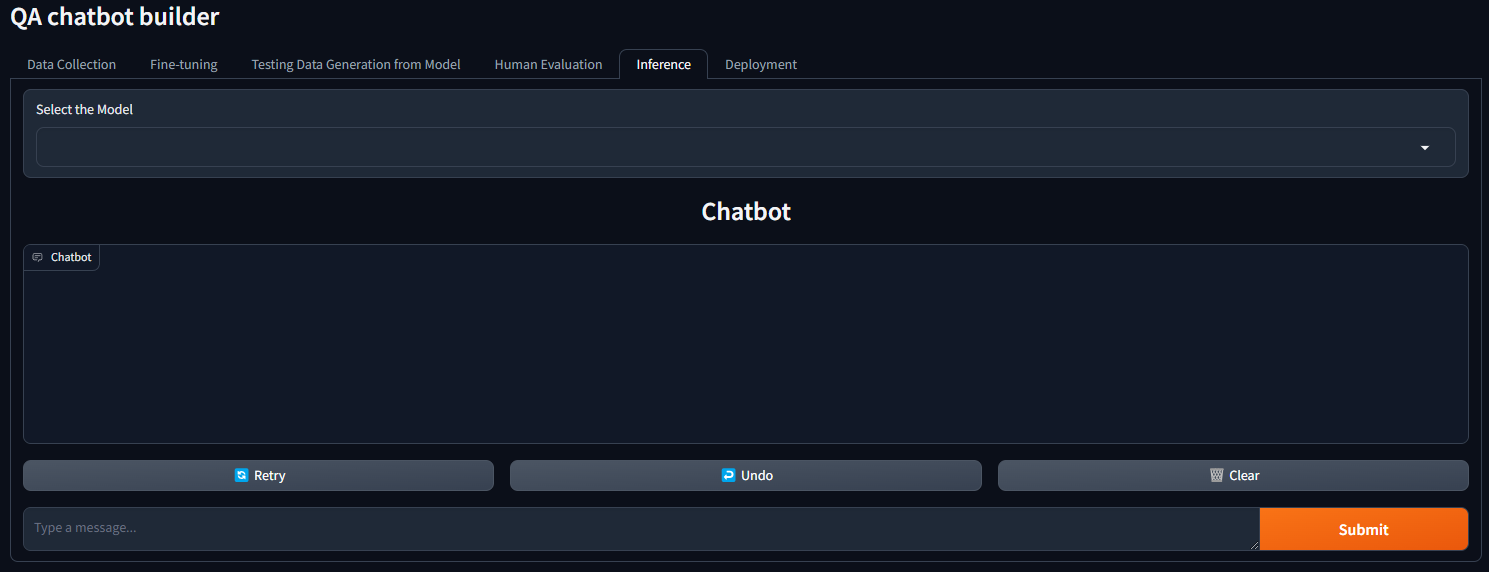 QA chatbot builder
Data Collection Fine-tuning Testing Data Generation from Model Human Evaluation Inference Deployment
Select the Model
Chatbot
Chatbot
Retry Undo Clear
Type a message...
Submit